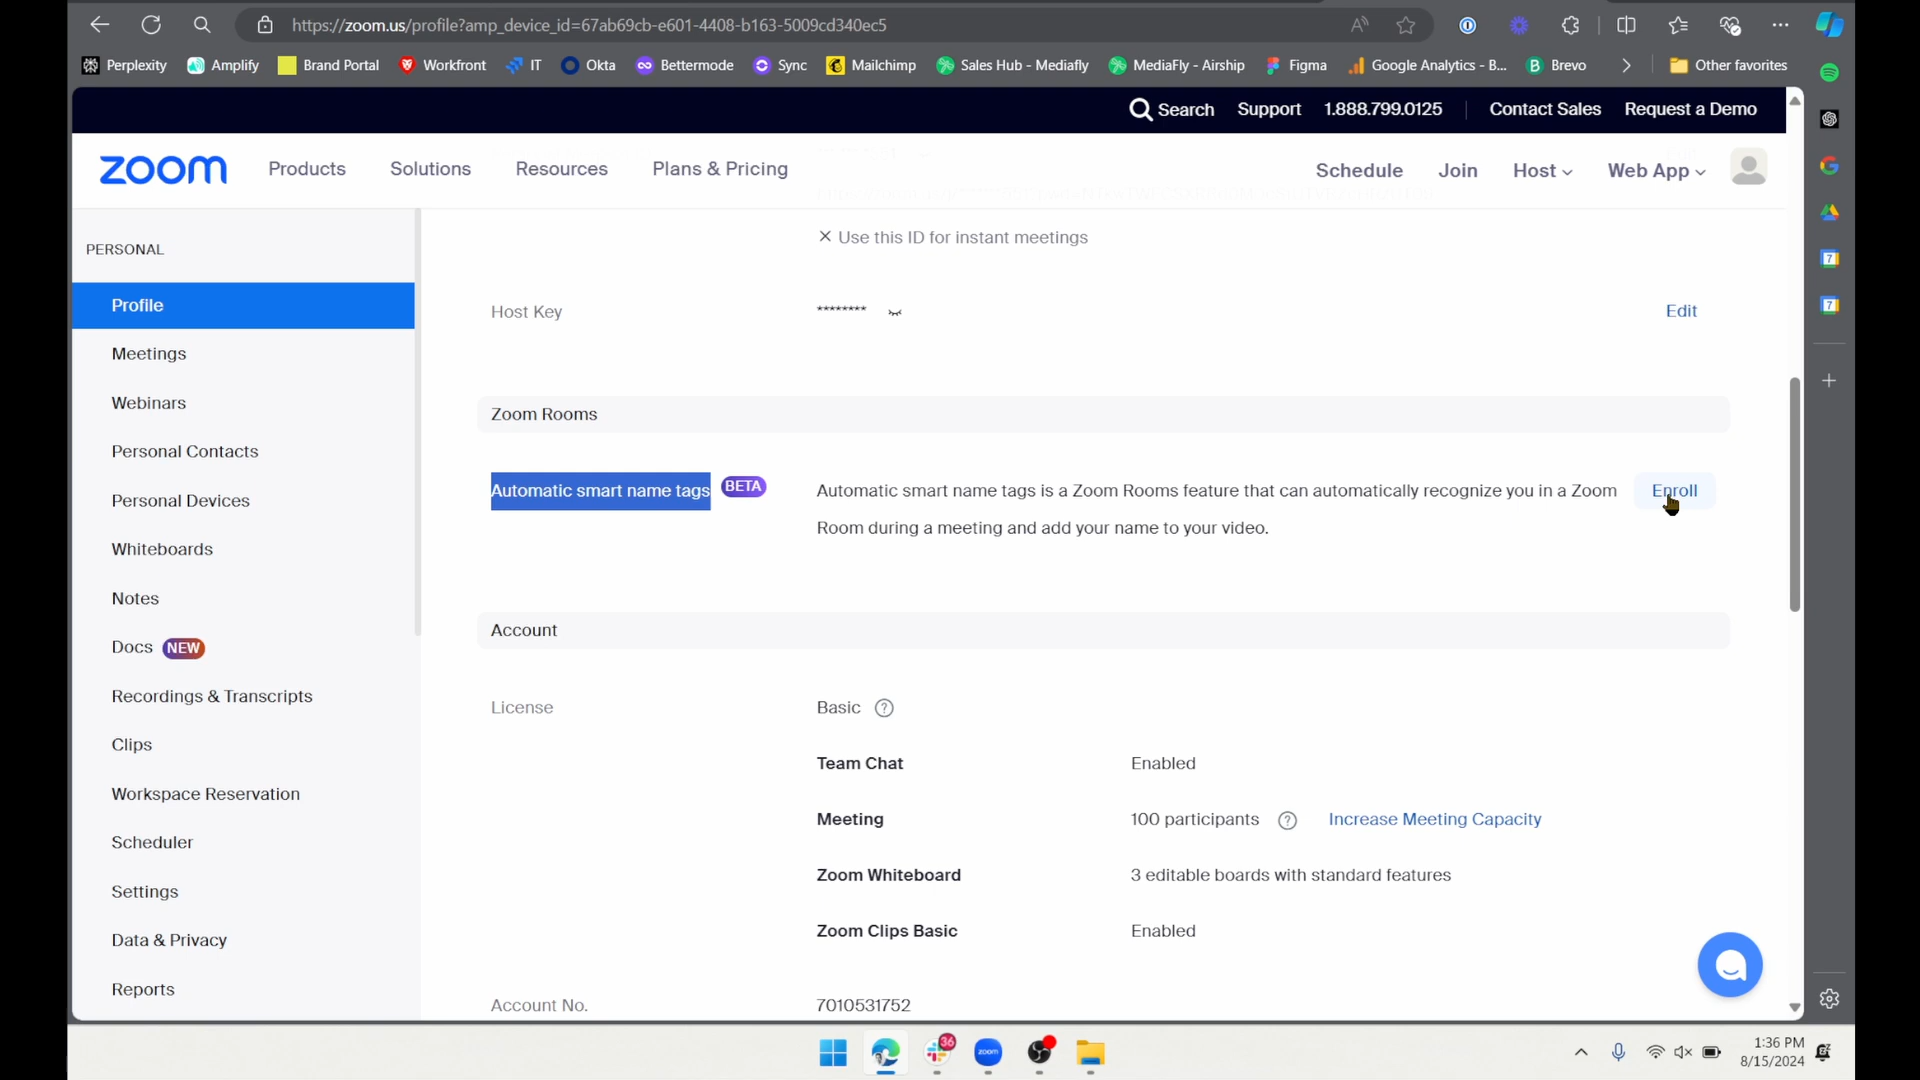 https://zoom.us/profile?amp_device_id=67ab69cb-e601-4408-b163-5009cd340ec5
Perplexity Amplify Brand Portal Workfront IT Okta Bettermode Sync Mailchimp Sales Hub - Mediafly MediaFly - Airship Figma Google Analytics - B... Brevo Other favorites
Search Support 1.888.799.0125 Contact Sales Request a Demo
zoom Products Solutions Resources Plans & Pricing Schedule Join Host Web App
PERSONAL
Profile
Meetings
Webinars
Personal Contacts
Personal Devices
Whiteboards
Notes
Docs NEW
Recordings & Transcripts
Clips
Workspace Reservation
Scheduler
Settings
Data & Privacy
Reports
× Use this ID for instant meetings
Host Key ******** Edit
Zoom Rooms
Automatic smart name tags BETA Automatic smart name tags is a Zoom Rooms feature that can automatically recognize you in a Zoom Enroll
Room during a meeting and add your name to your video.
Account
License Basic
Team Chat Enabled
Meeting 100 participants Increase Meeting Capacity
Zoom Whiteboard 3 editable boards with standard features
Zoom Clips Basic Enabled
Account No. 7010531752
36
zoom
1:36 PM
8/15/2024